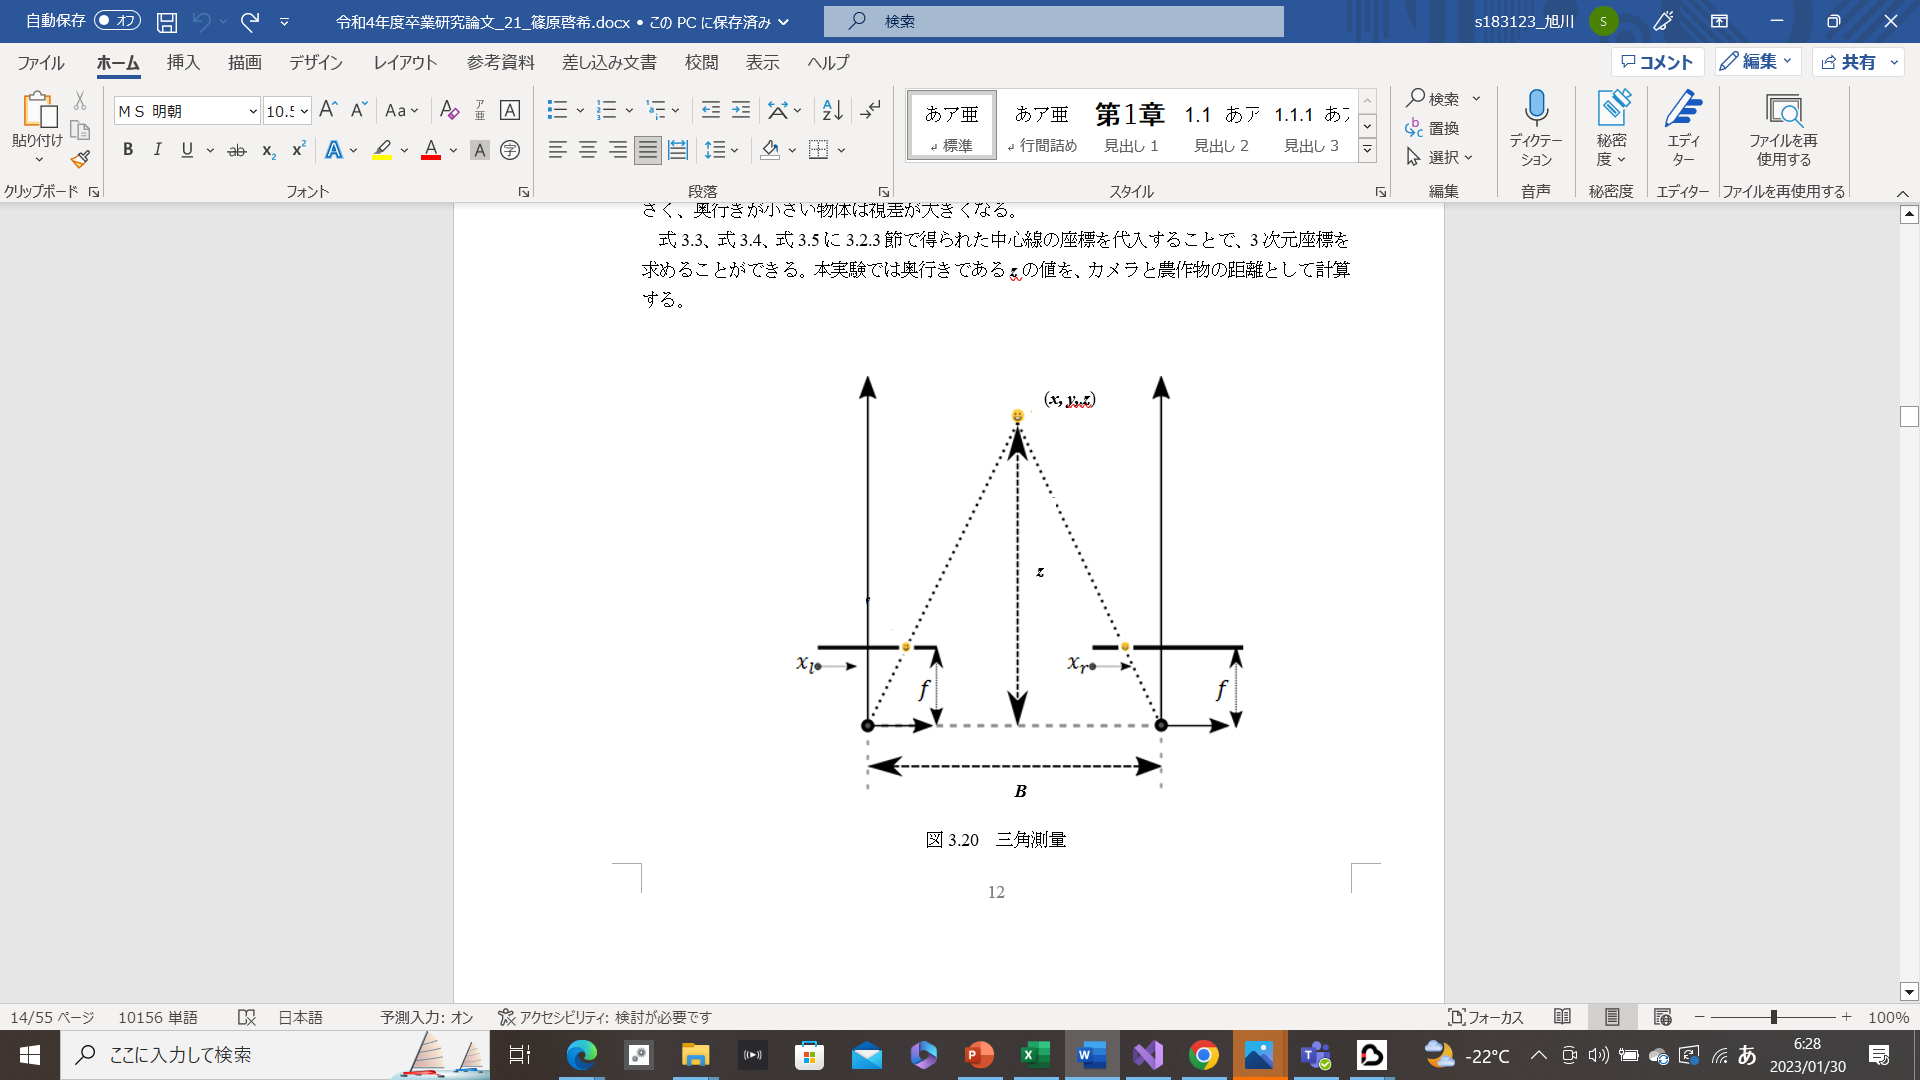 自動保存 オフ 令和4年度卒業研究論文_21_篠原啓希.docx • この PC に保存済み 検索 s183123_旭川 S
ファイル ホーム 挿入 描画 デザイン レイアウト 参考資料 差し込み文書 校閲 表示 ヘルプ コメント 編集 共有
貼り付け
クリップボード
ＭＳ 明朝 10.5 Aa
フォント
段落
あア亜 あア亜 第1章 1.1 あア 1.1.1 あ
標準 行間詰め 見出し 1 見出し 2 見出し 3
スタイル
検索
置換
選択
編集
ディクテーション
音声
秘密度
秘密度
エディター
エディター
ファイルを再使用する
ファイルを再使用する
さく、奥行きが小さい物体は視差が大きくなる。
式 3.3、式 3.4、式 3.5 に 3.2.3 節で得られた中心線の座標を代入することで、3 次元座標を
求めることができる。本実験では奥行きである z の値を、カメラと農作物の距離として計算
する。
(x, y, z)
z
xl
f
xr
f
B
図 3.20 三角測量
12
14/55 ページ 10156 単語 日本語 予測入力: オン アクセシビリティ: 検討が必要です フォーカス 100%
ここに入力して検索 -22°C あ 6:28
2023/01/30